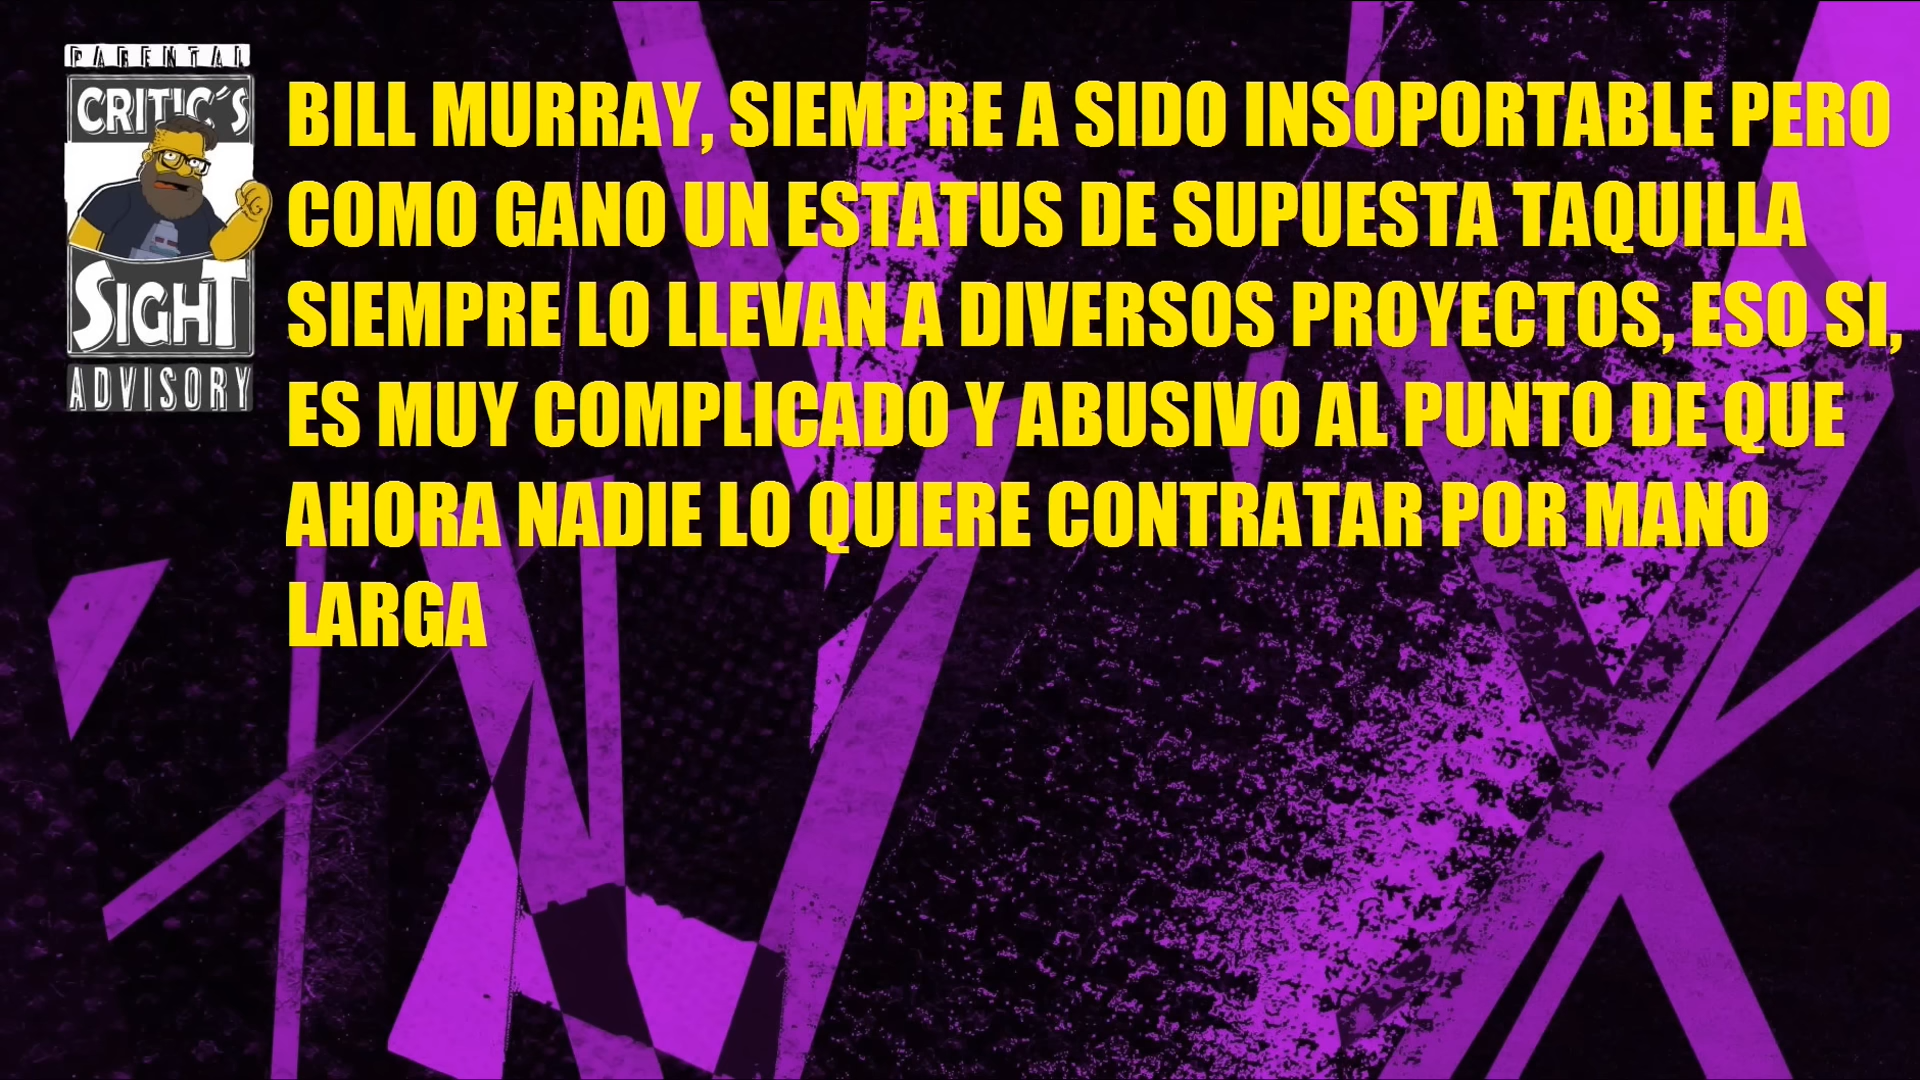 PARENTAL
CRITIC´S
SIGHT
ADVISORY
BILL MURRAY, SIEMPRE A SIDO INSOPORTABLE PERO
COMO GANO UN ESTATUS DE SUPUESTA TAQUILLA
SIEMPRE LO LLEVAN A DIVERSOS PROYECTOS, ESO SI,
ES MUY COMPLICADO Y ABUSIVO AL PUNTO DE QUE
AHORA NADIE LO QUIERE CONTRATAR POR MANO
LARGA